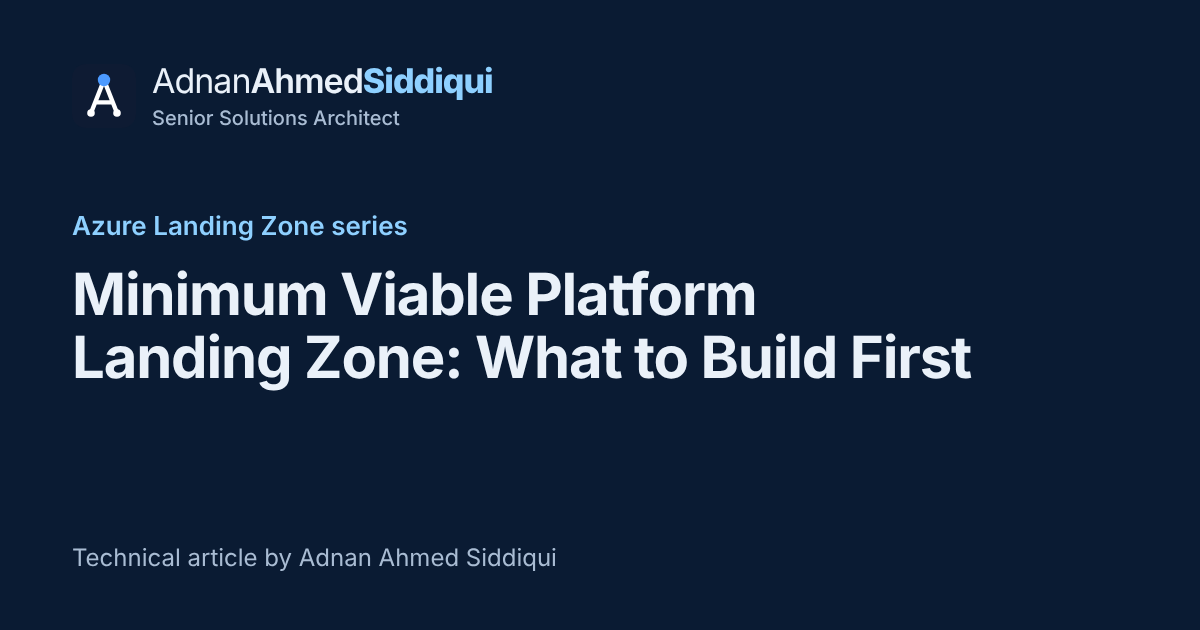 AdnanAhmedSiddiqui
Senior Solutions Architect
Azure Landing Zone series
Minimum Viable Platform
Landing Zone: What to Build First
Technical article by Adnan Ahmed Siddiqui